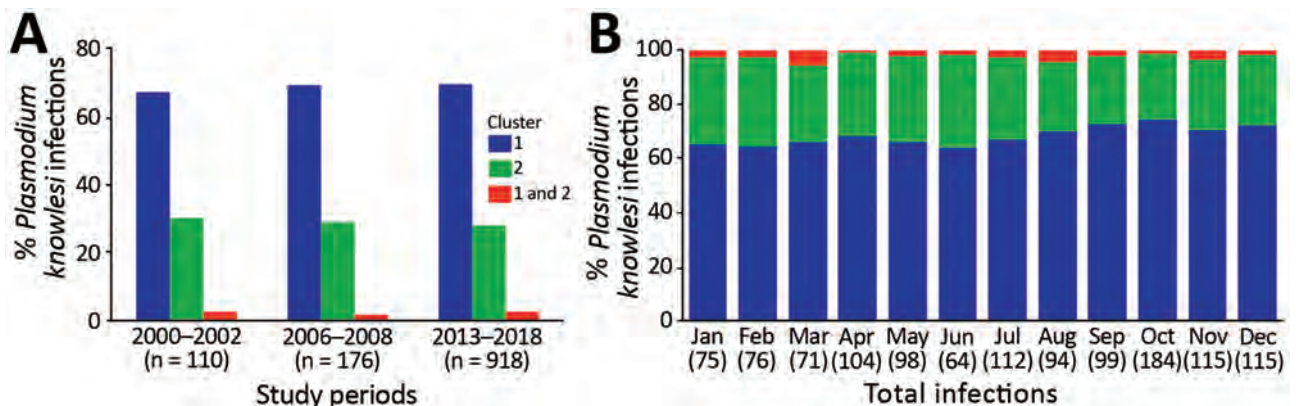 A
% Plasmodium
knowlesi infections
80
60
40
20
0
Cluster
1
2
1 and 2
2000–2002 2006–2008 2013–2018
(n = 110) (n = 176) (n = 918)
Study periods
B
% Plasmodium
knowlesi infections
100
80
60
40
20
0
Jan Feb Mar Apr May Jun Jul Aug Sep Oct Nov Dec
(75) (76) (71) (104) (98) (64) (112) (94) (99) (184) (115) (115)
Total infections